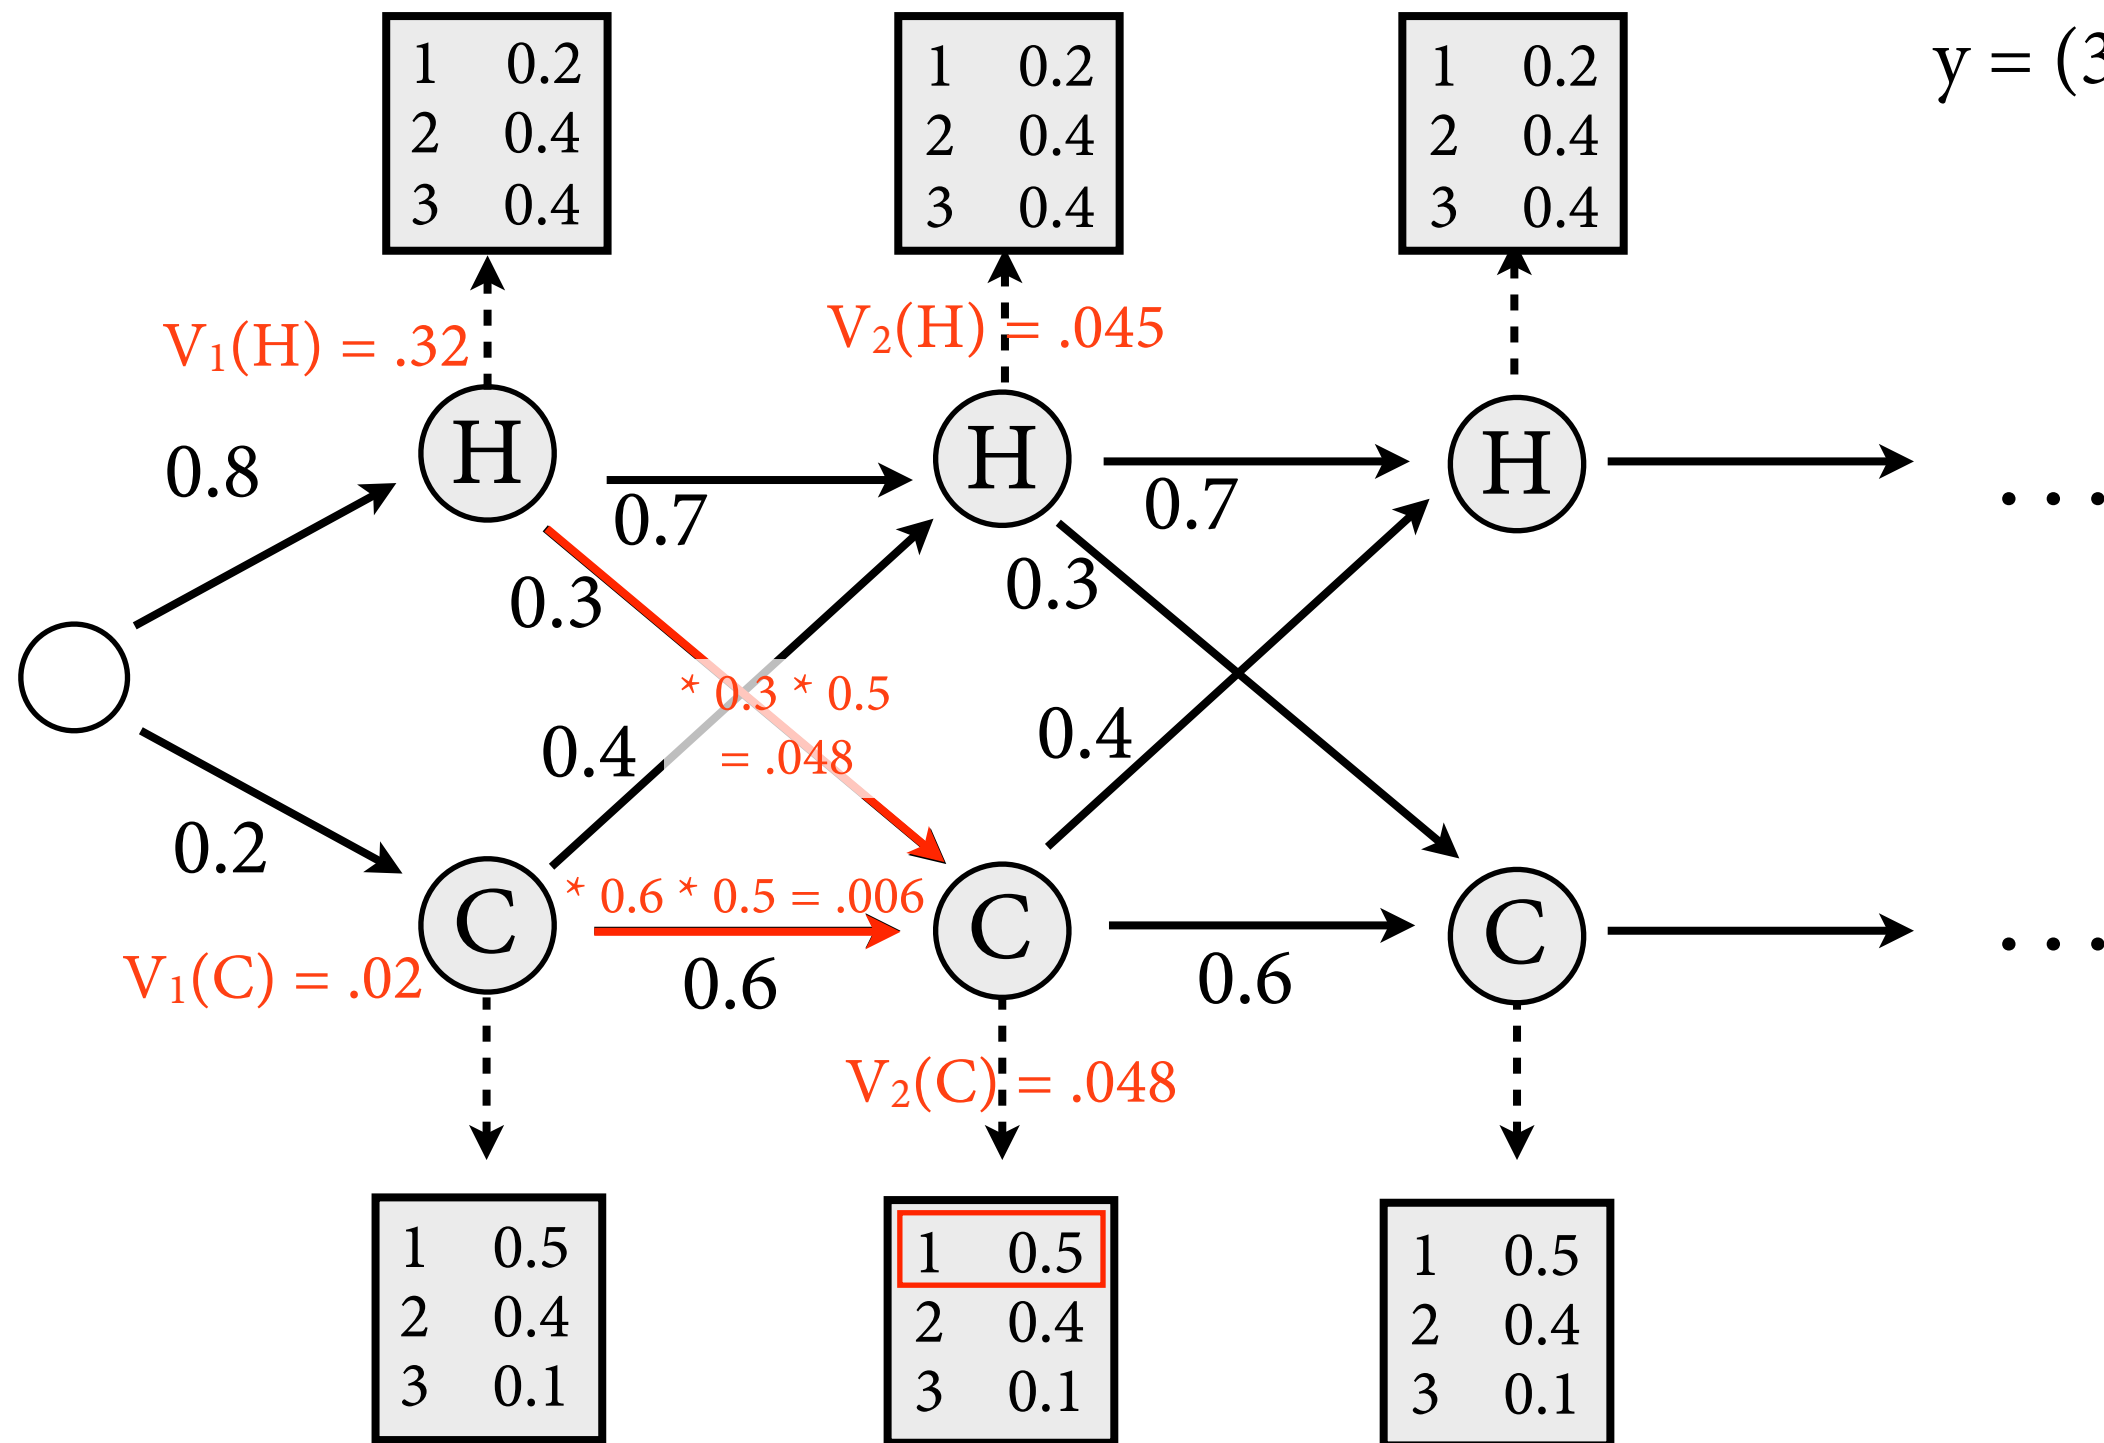 1 0.2
2 0.4
3 0.4
1 0.2
2 0.4
3 0.4
1 0.2
2 0.4
3 0.4
y = (3
V₁(H) = .32
V₂(H) = .045
0.8
H
H
H
0.7
0.7
0.3
0.3
* 0.3 * 0.5
= .048
0.4
0.4
0.2
* 0.6 * 0.5 = .006
C
C
C
0.6
0.6
...
...
V₁(C) = .02
V₂(C) = .048
1 0.5
2 0.4
3 0.1
1 0.5
2 0.4
3 0.1
1 0.5
2 0.4
3 0.1